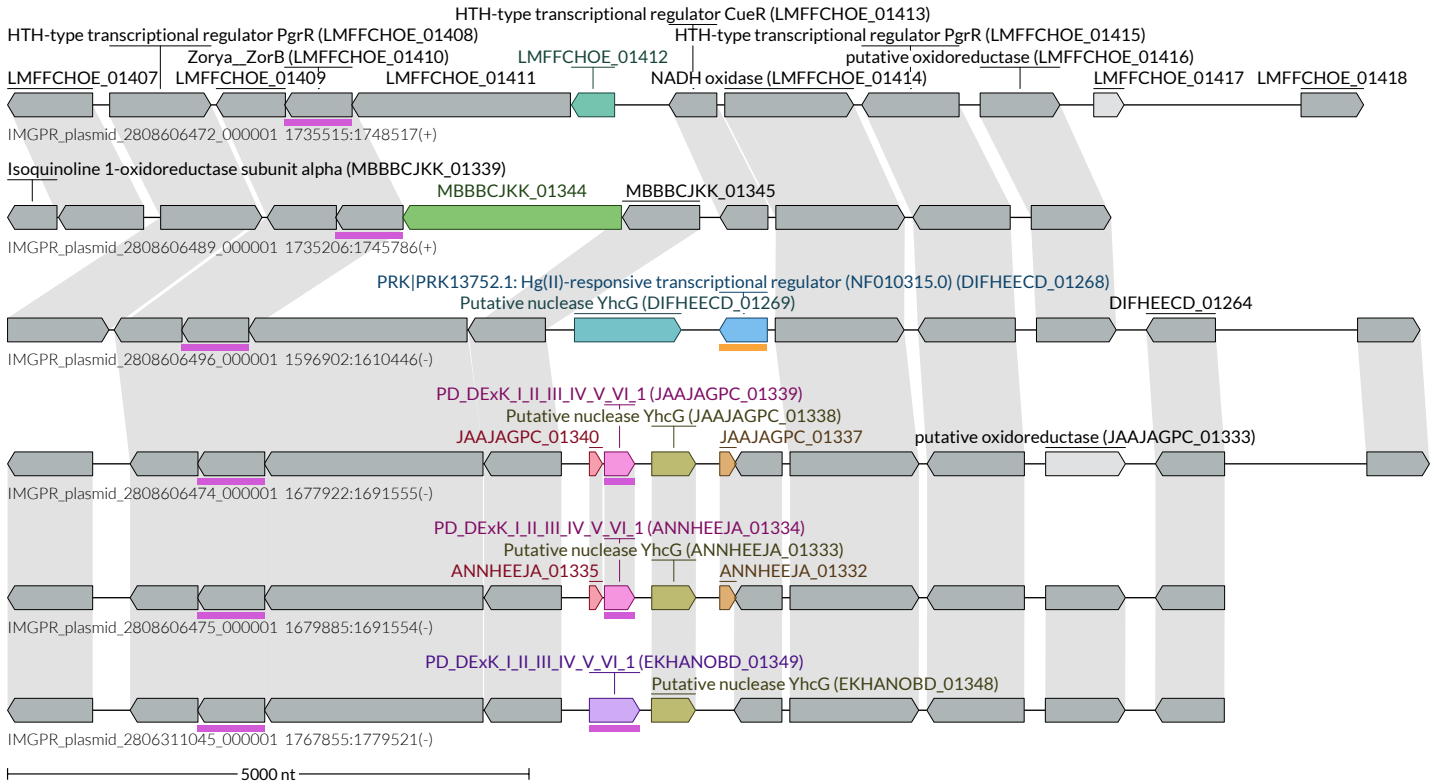 HTH-type transcriptional regulator CueR (LMFFCHOE_01413)
HTH-type transcriptional regulator PgrR (LMFFCHOE_01408) HTH-type transcriptional regulator PgrR (LMFFCHOE_01415)
Zorya__ZorB (LMFFCHOE_01410) LMFFCHOE_01412 putative oxidoreductase (LMFFCHOE_01416)
LMFFCHOE_01407 LMFFCHOE_01409 LMFFCHOE_01411 NADH oxidase (LMFFCHOE_01414) LMFFCHOE_01417 LMFFCHOE_01418
IMGPR_plasmid_2808606472_000001 1735515:1748517(+)
Isoquinoline 1-oxidoreductase subunit alpha (MBBBCJKK_01339)
MBBBCJKK_01344 MBBBCJKK_01345
IMGPR_plasmid_2808606489_000001 1735206:1745786(+)
PRK|PRK13752.1: Hg(II)-responsive transcriptional regulator (NF010315.0) (DIFHEECD_01268)
Putative nuclease YhcG (DIFHEECD_01269) DIFHEECD_01264
IMGPR_plasmid_2808606496_000001 1596902:1610446(-)
PD_DExK_I_II_III_IV_V_VI_1 (JAAJAGPC_01339)
Putative nuclease YhcG (JAAJAGPC_01338)
JAAJAGPC_01340 JAAJAGPC_01337 putative oxidoreductase (JAAJAGPC_01333)
IMGPR_plasmid_2808606474_000001 1677922:1691555(-)
PD_DExK_I_II_III_IV_V_VI_1 (ANNHEEJA_01334)
Putative nuclease YhcG (ANNHEEJA_01333)
ANNHEEJA_01335 ANNHEEJA_01332
IMGPR_plasmid_2808606475_000001 1679885:1691554(-)
PD_DExK_I_II_III_IV_V_VI_1 (EKHANOBD_01349)
Putative nuclease YhcG (EKHANOBD_01348)
IMGPR_plasmid_2806311045_000001 1767855:1779521(-)
5000 nt